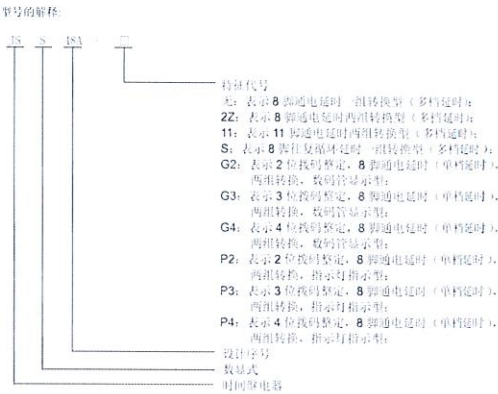 型号的解释:
JS S 48A - □
特征代号
无：表示 8 脚通电延时一组转换型（多档延时）；
2Z：表示 8 脚通电延时两组转换型（多档延时）；
11：表示 11 脚通电延时两组转换型（多档延时）；
S：表示 8 脚往复循环延时一组转换型（多档延时）；
G2：表示 2 位拨码整定，8 脚通电延时（单档延时），
两组转换，数码管显示型；
G3：表示 3 位拨码整定，8 脚通电延时（单档延时），
两组转换，数码管显示型；
G4：表示 4 位拨码整定，8 脚通电延时（单档延时），
两组转换，数码管显示型；
P2：表示 2 位拨码整定，8 脚通电延时（单档延时），
两组转换，指示灯指示型；
P3：表示 3 位拨码整定，8 脚通电延时（单档延时），
两组转换，指示灯指示型；
P4：表示 4 位拨码整定，8 脚通电延时（单档延时），
两组转换，指示灯指示型；
设计序号
数显式
时间继电器